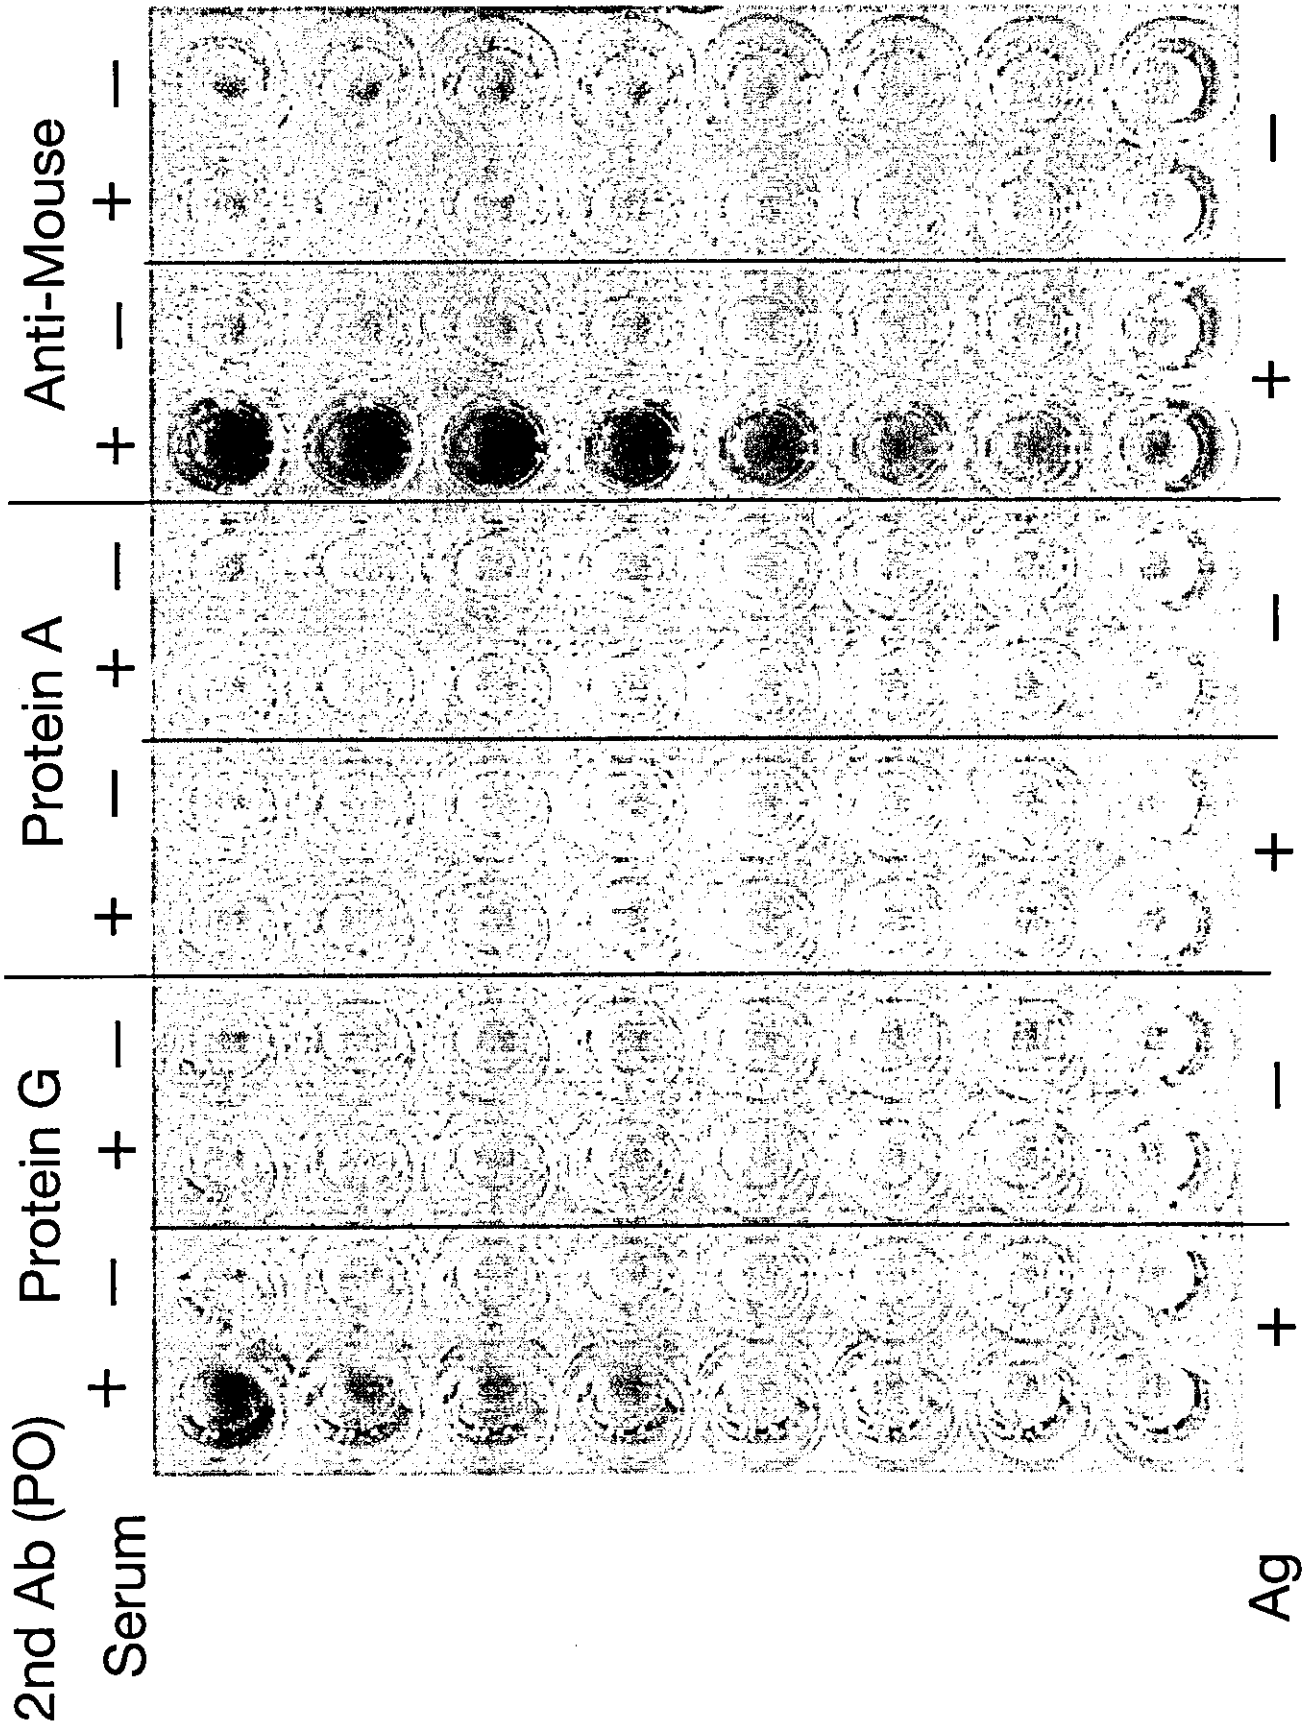 2nd Ab (PO) Protein G Protein A Anti-Mouse
Serum + − + − + − + − + − + −
Ag + − + − + −